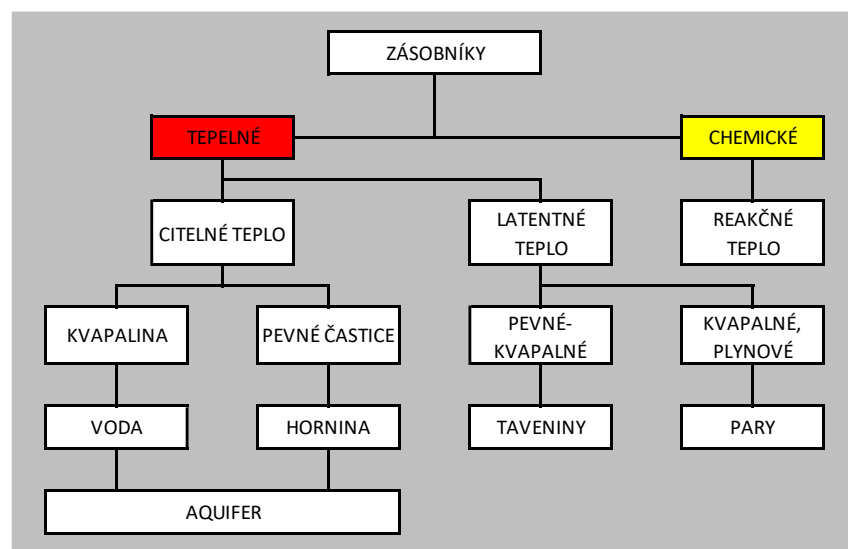 ZÁSOBNÍKY
TEPELNÉ
CHEMICKÉ
CITELNÉ TEPLO
LATENTNÉ
TEPLO
REAKČNÉ
TEPLO
KVAPALINA
PEVNÉ ČASTICE
PEVNÉ-
KVAPALNÉ
KVAPALNÉ,
PLYNOVÉ
VODA
HORNINA
TAVENINY
PARY
AQUIFER